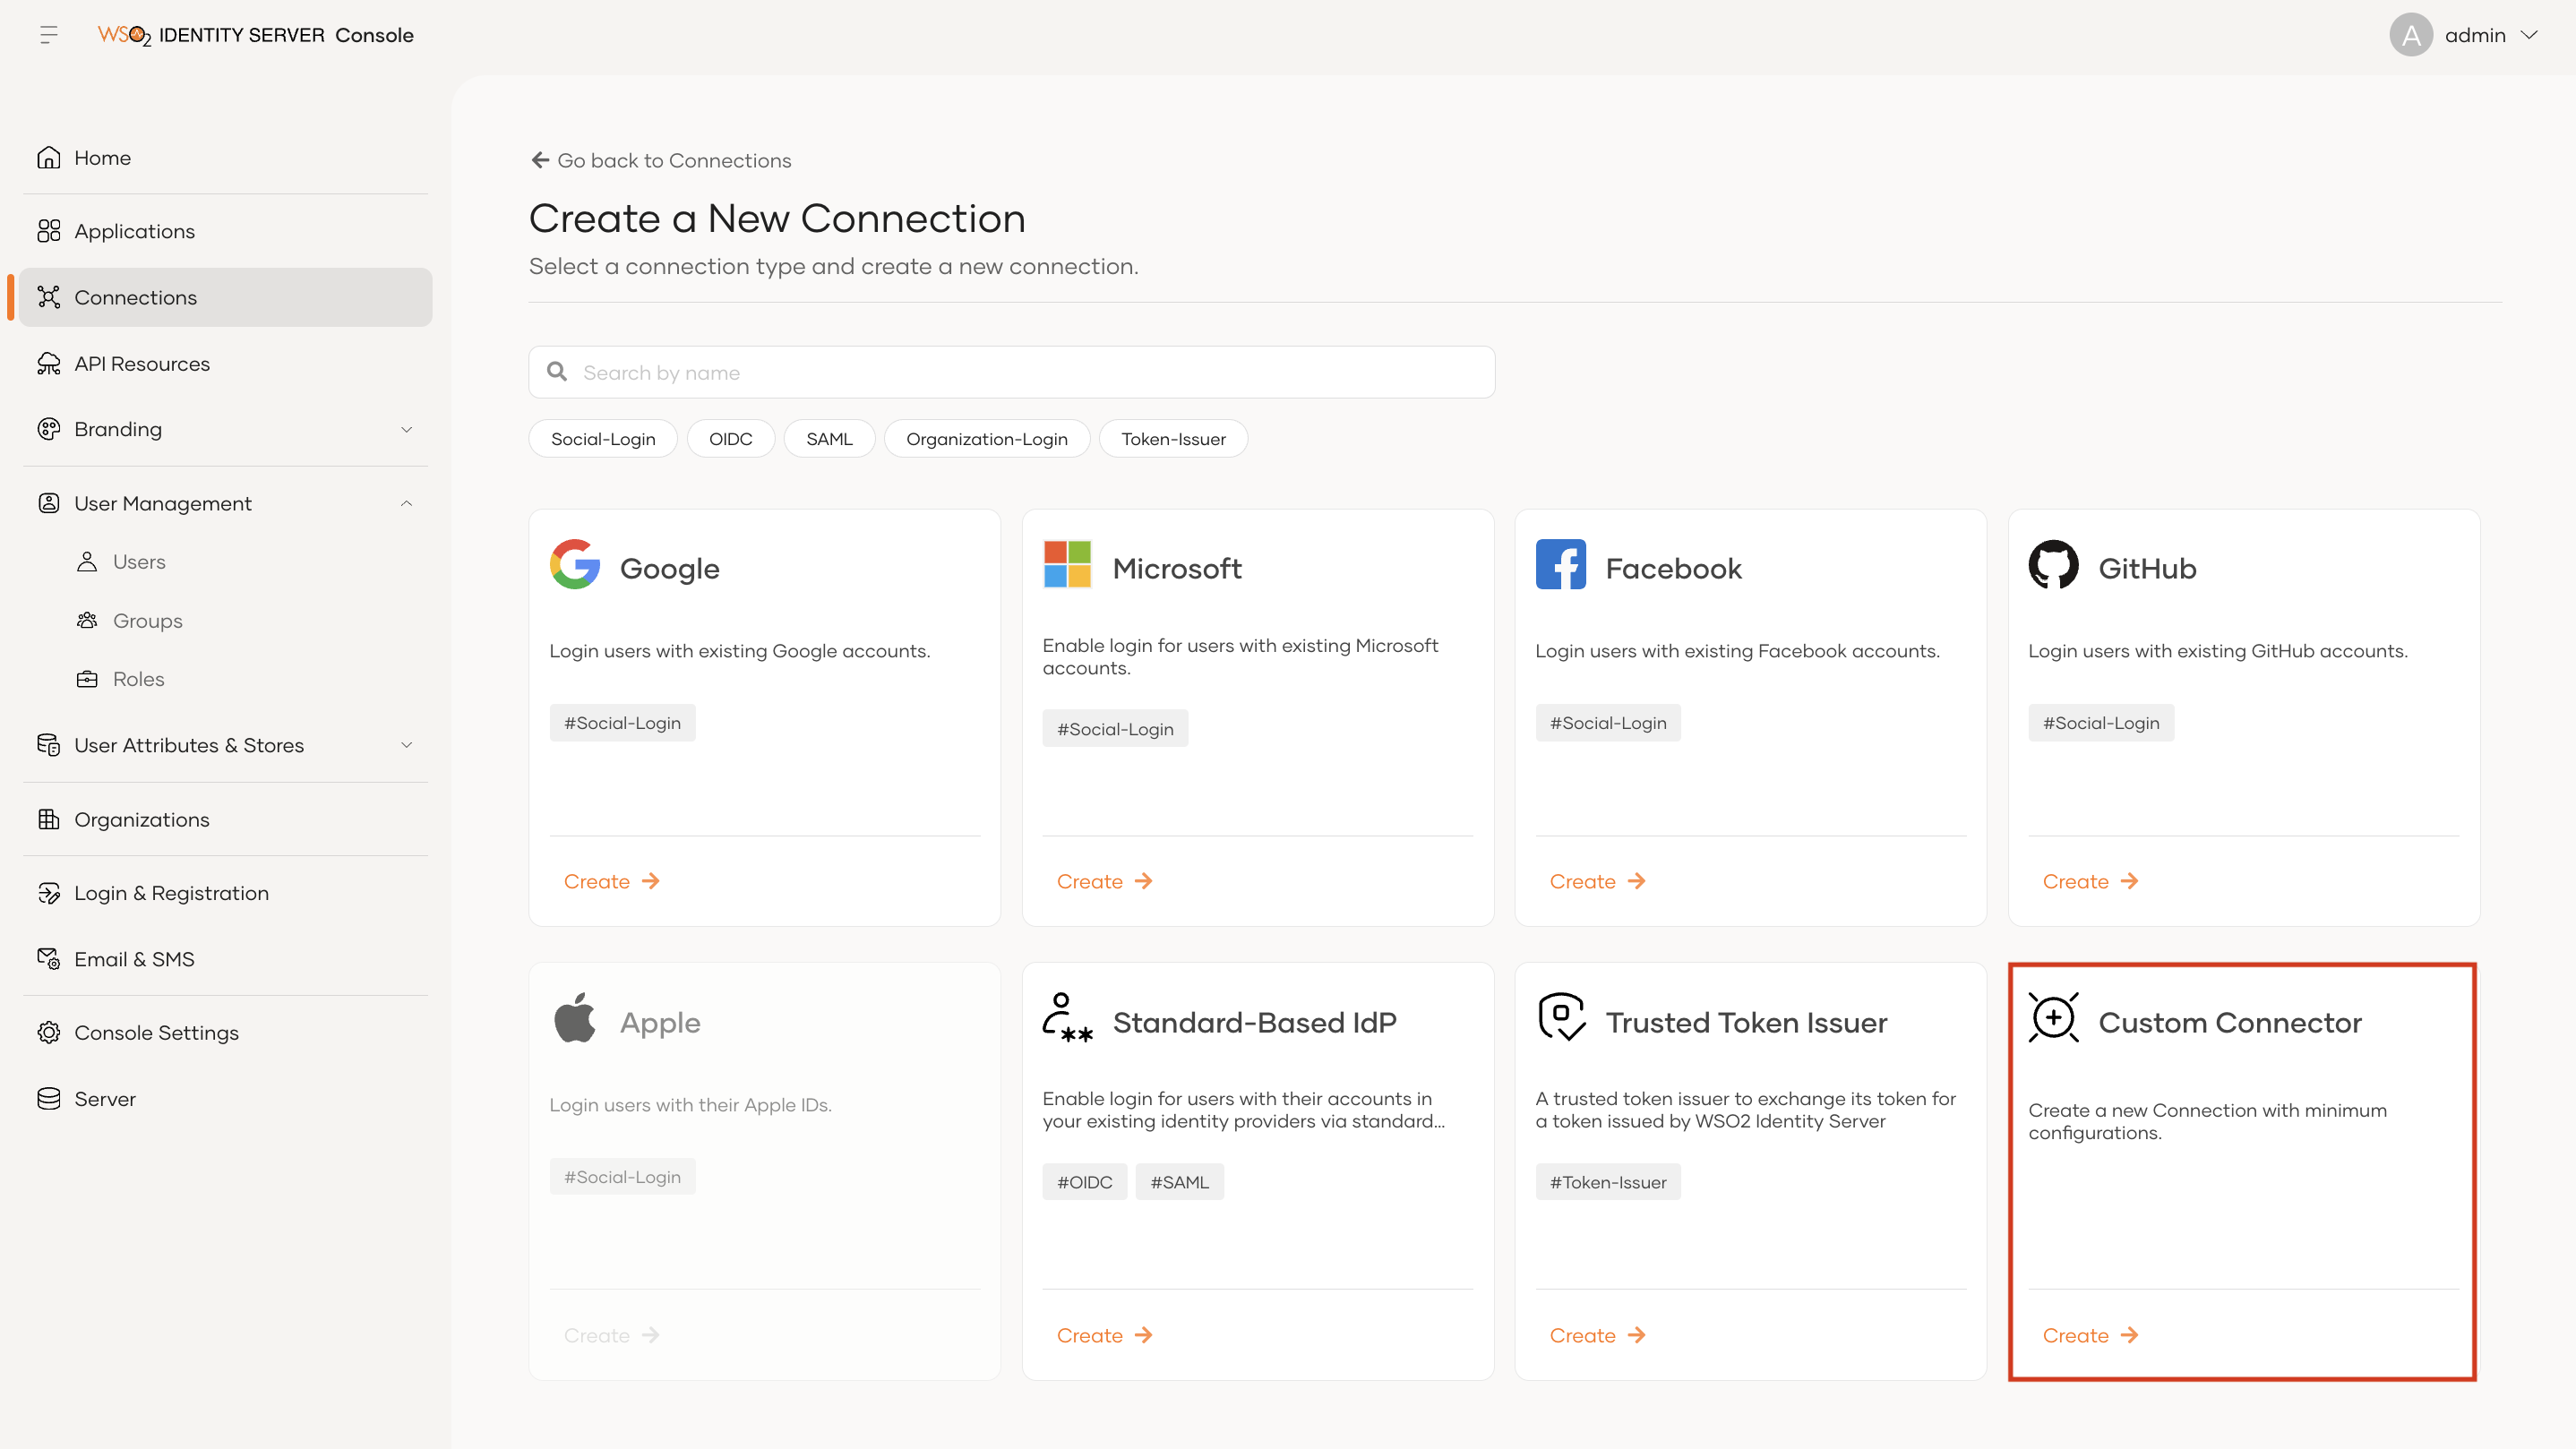 WSO2 IDENTITY SERVER Console
A admin
Home
Applications
Connections
API Resources
Branding
User Management
Users
Groups
Roles
User Attributes & Stores
Organizations
Login & Registration
Email & SMS
Console Settings
Server
Go back to Connections
Create a New Connection
Select a connection type and create a new connection.
Search by name
Social-Login OIDC SAML Organization-Login Token-Issuer
Google
Login users with existing Google accounts.
#Social-Login
Create
Microsoft
Enable login for users with existing Microsoft
accounts.
#Social-Login
Create
Facebook
Login users with existing Facebook accounts.
#Social-Login
Create
GitHub
Login users with existing GitHub accounts.
#Social-Login
Create
Apple
Login users with their Apple IDs.
#Social-Login
Create
Standard-Based IdP
Enable login for users with their accounts in
your existing identity providers via standard...
#OIDC #SAML
Create
Trusted Token Issuer
A trusted token issuer to exchange its token for
a token issued by WSO2 Identity Server
#Token-Issuer
Create
Custom Connector
Create a new Connection with minimum
configurations.
Create